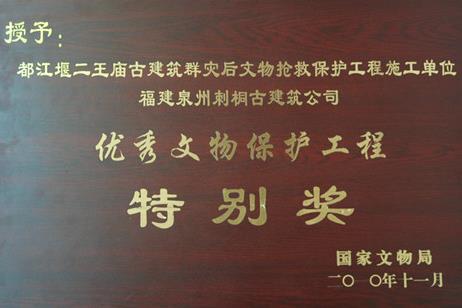 授予：
都江堰二王庙古建筑群灾后文物抢救保护工程施工单位
福建泉州刺桐古建筑公司
优秀文物保护工程
特别奖
国家文物局
二〇一〇年十一月